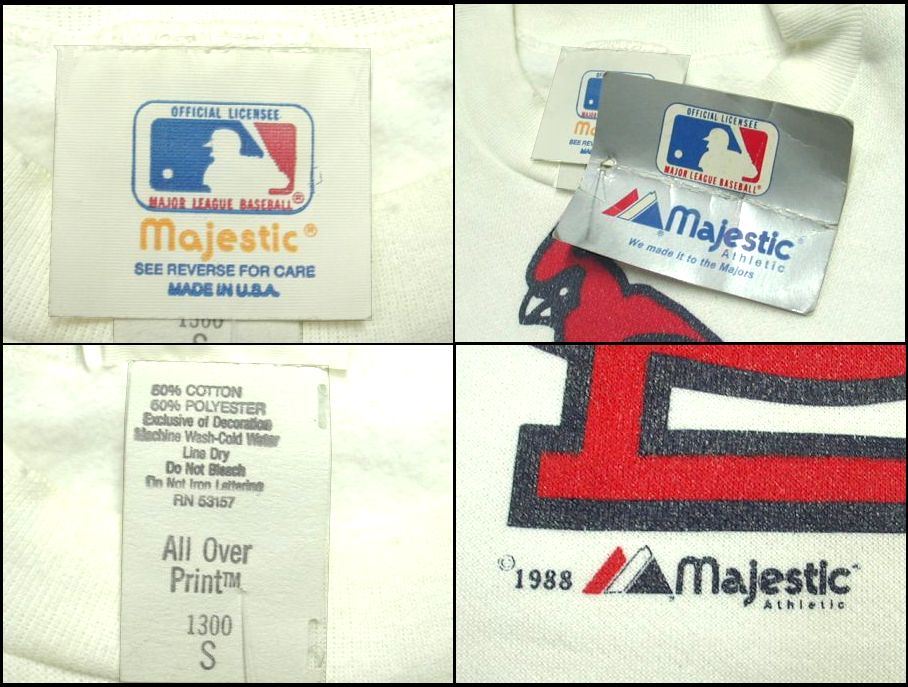 OFFICIAL LICENSEE
MAJOR LEAGUE BASEBALL®
Majestic®
SEE REVERSE FOR CARE
MADE IN U.S.A.
1300
S
OFFICIAL LICENSEE
MAJOR LEAGUE BASEBALL®
Majestic®
Athletic
We made it to the Majors
SEE REV
50% COTTON
50% POLYESTER
Exclusive of Decoration
Machine Wash-Cold Water
Line Dry
Do Not Bleach
Do Not Iron Lettering
RN 53157
All Over
Print™
1300
S
©1988 Majestic
Athletic